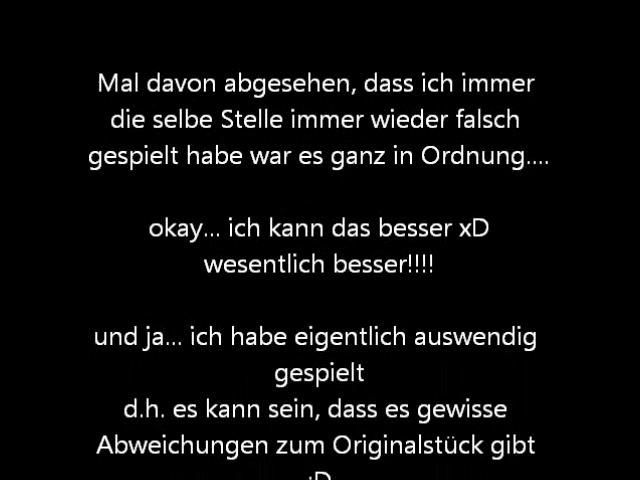 Mal davon abgesehen, dass ich immer
die selbe Stelle immer wieder falsch
gespielt habe war es ganz in Ordnung....
okay... ich kann das besser xD
wesentlich besser!!!!
und ja... ich habe eigentlich auswendig
gespielt
d.h. es kann sein, dass es gewisse
Abweichungen zum Originalstück gibt